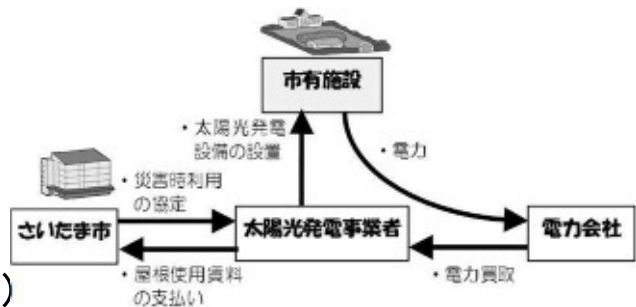 市有施設
・太陽光発電
設備の設置
・電力
・災害時利用
の協定
さいたま市
太陽光発電事業者
電力会社
・屋根使用賃料
の支払い
・電力買取
)